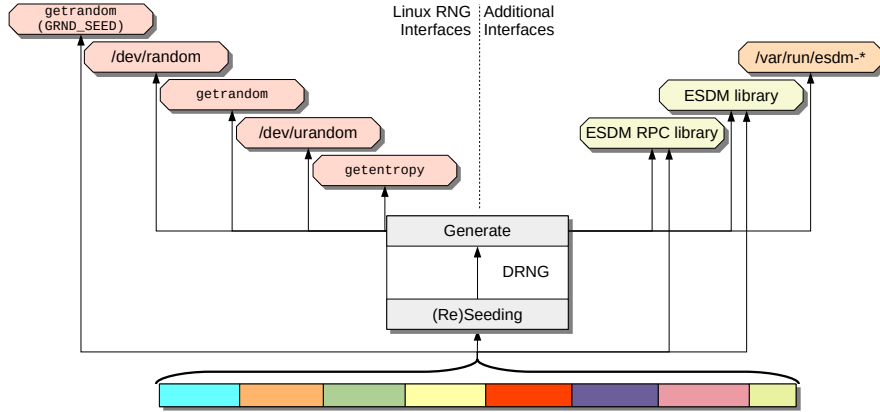 getrandom
(GRND_SEED)
Linux RNG
Interfaces
Additional
Interfaces
/dev/random
/var/run/esdm-*
getrandom
ESDM library
/dev/urandom
ESDM RPC library
getentropy
Generate
DRNG
(Re)Seeding